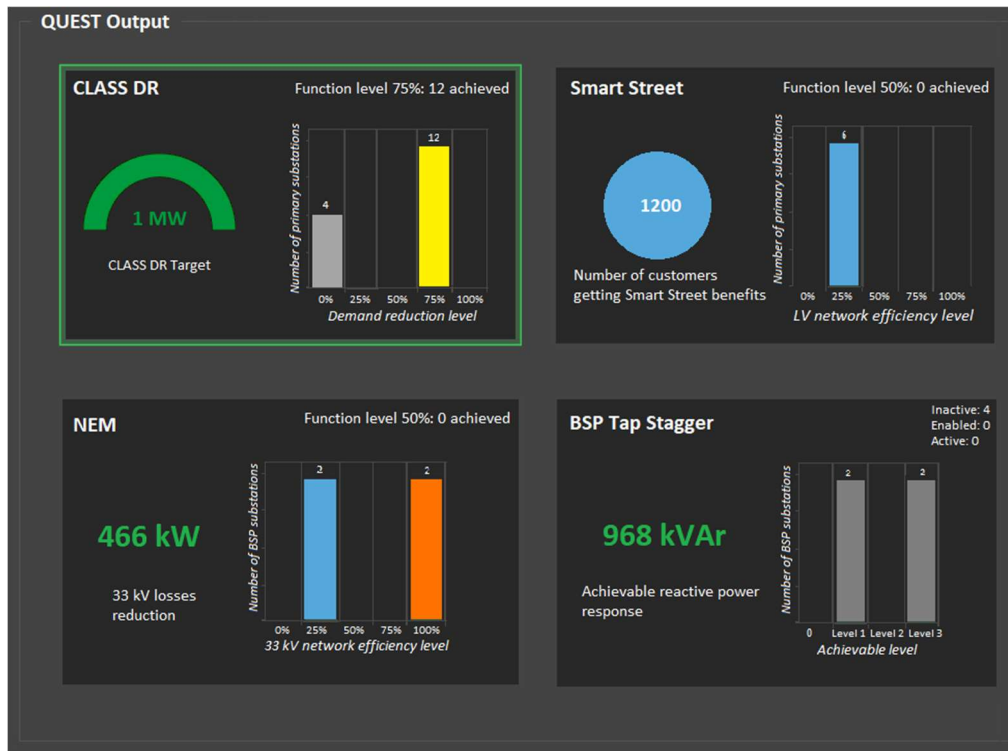 QUEST Output
CLASS DR
Function level 75%: 12 achieved
Number of primary substations
4
12
1 MW
CLASS DR Target
0% 25% 50% 75% 100%
Demand reduction level
Smart Street
Function level 50%: 0 achieved
Number of primary substations
6
1200
Number of customers
getting Smart Street benefits
0% 25% 50% 75% 100%
LV network efficiency level
NEM
Function level 50%: 0 achieved
Number of BSP substations
2
2
466 kW
33 kV losses
reduction
0% 25% 50% 75% 100%
33 kV network efficiency level
BSP Tap Stagger
Inactive: 4
Enabled: 0
Active: 0
Number of BSP substations
2
2
968 kVAr
Achievable reactive power
response
0 Level 1 Level 2 Level 3
Achievable level